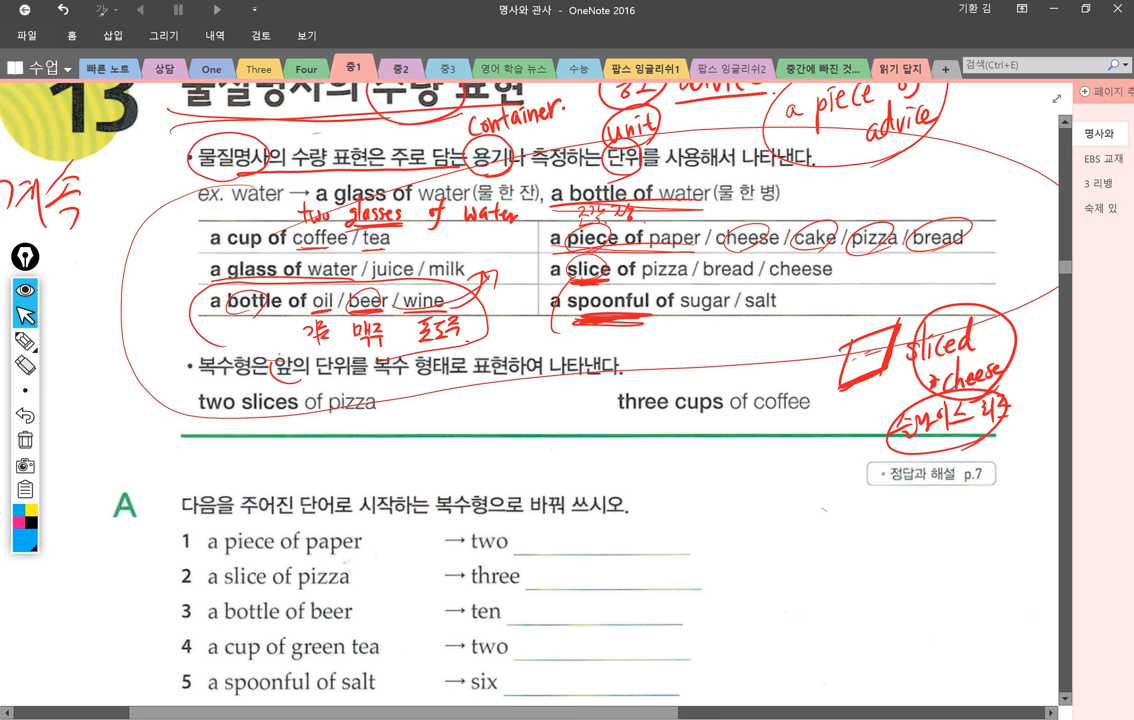 명사와 관사 - OneNote 2016
기환 김
파일 홈 삽입 그리기 내역 검토 보기
수업 빠른 노트 상담 One Three Four 중1 중2 중3 영어 학습 뉴스 수능 팝스 잉글리쉬1 팝스 잉글리쉬2 중간에 빠진 것... 읽기 답지 + 검색(Ctrl+E)
페이지 추
명사와
EBS 교재
3 리뱅
숙제 있
13 물질명사의 수량 표현
container.
unit
a piece of
advice
계속
• 물질명사의 수량 표현은 주로 담는 용기나 측정하는 단위를 사용해서 나타낸다.
ex. water → a glass of water(물 한 잔), a bottle of water(물 한 병)
two glasses of water
a cup of coffee / tea
a piece of paper / cheese / cake / pizza / bread
a glass of water / juice / milk
a slice of pizza / bread / cheese
a bottle of oil / beer / wine
a spoonful of sugar / salt
기름 맥주 포도주
sliced
cheese
슬라이스 치즈
• 복수형은 앞의 단위를 복수 형태로 표현하여 나타낸다.
two slices of pizza
three cups of coffee
• 정답과 해설 p.7
A 다음을 주어진 단어로 시작하는 복수형으로 바꿔 쓰시오.
1 a piece of paper → two
2 a slice of pizza → three
3 a bottle of beer → ten
4 a cup of green tea → two
5 a spoonful of salt → six